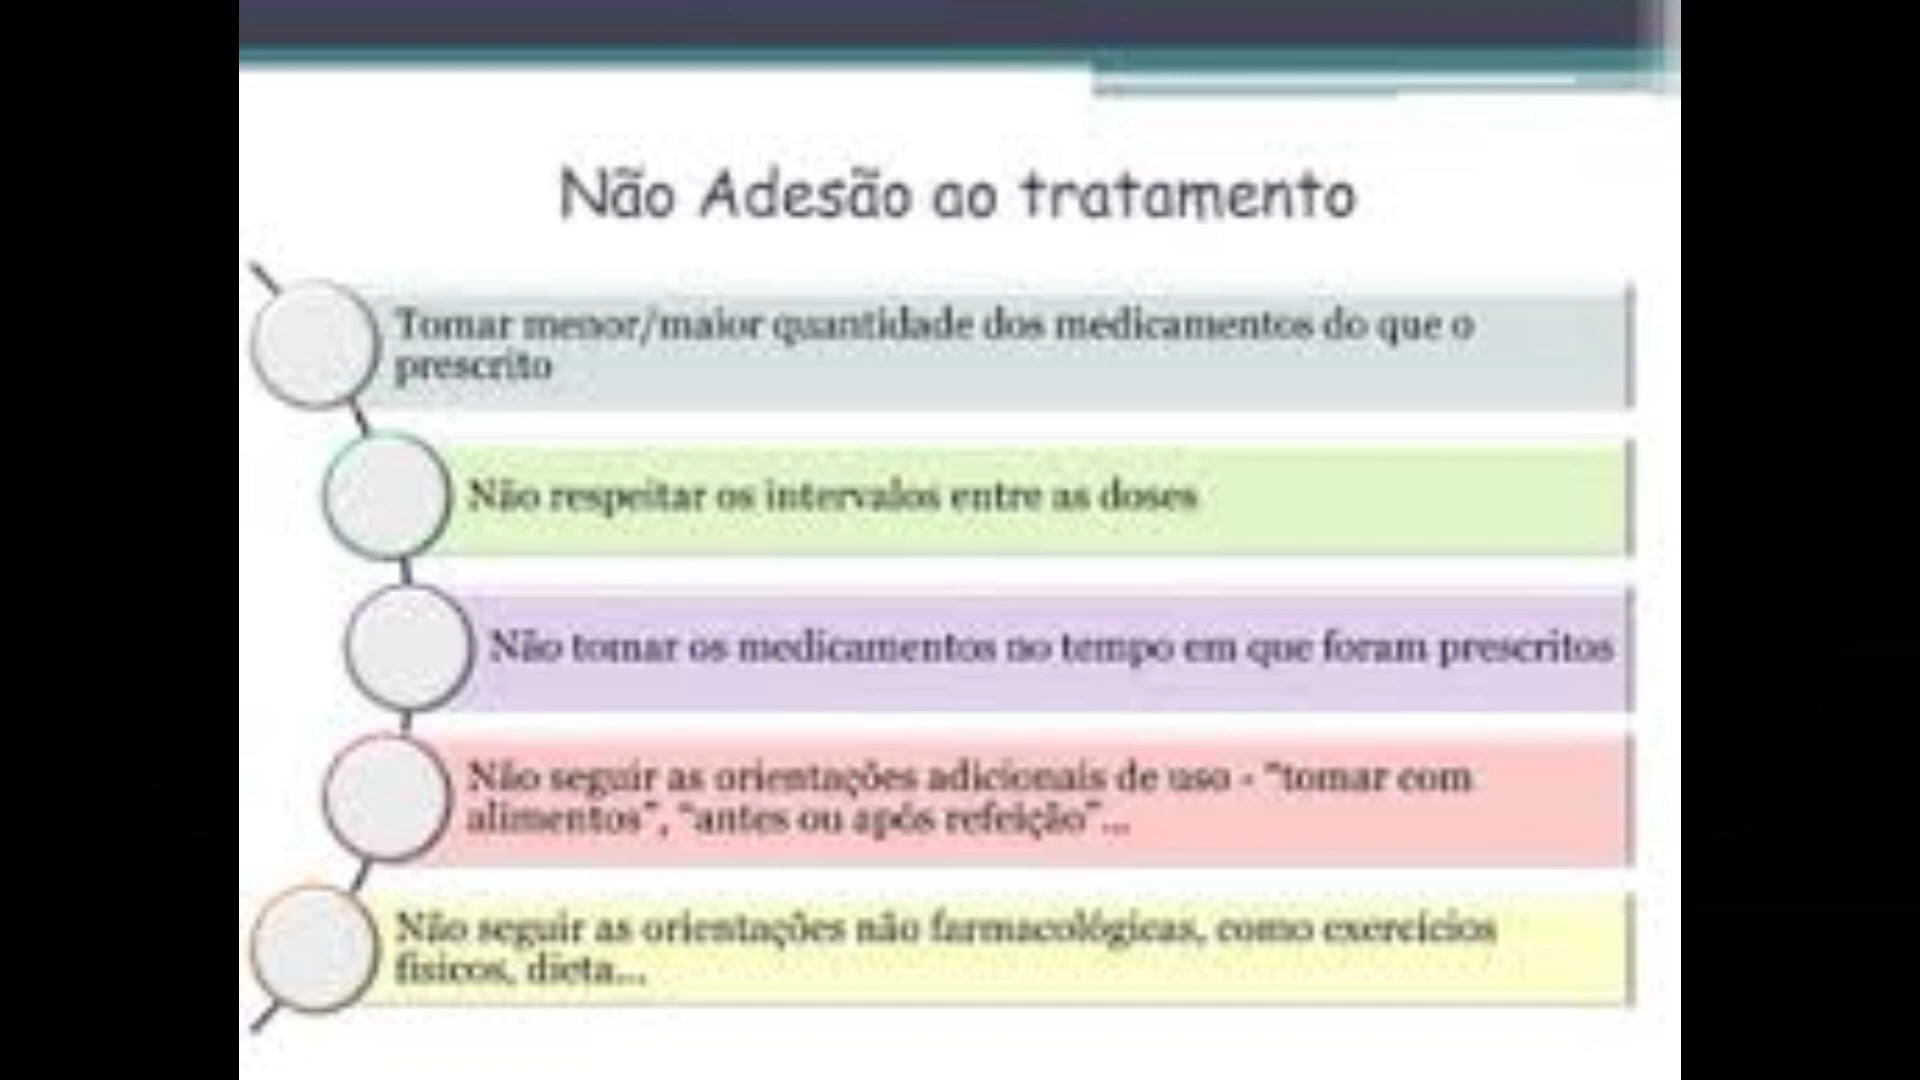 Não Adesão ao tratamento
Tomar menor/maior quantidade dos medicamentos do que o
prescrito
Não respeitar os intervalos entre as doses
Não tomar os medicamentos no tempo em que foram prescritos
Não seguir as orientações adicionais de uso - "tomar com
alimentos", "antes ou após refeição"...
Não seguir as orientações não farmacológicas, como exercícios
físicos, dieta...